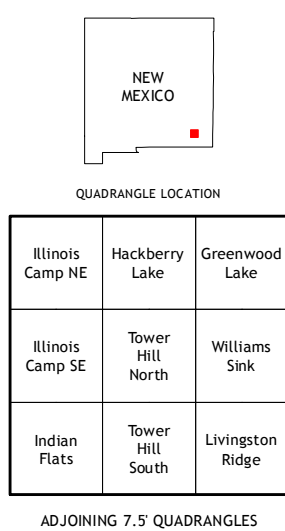 NEW
MEXICO
QUADRANGLE LOCATION
Illinois
Camp NE
Hackberry
Lake
Greenwood
Lake
Illinois
Camp SE
Tower
Hill
North
Williams
Sink
Indian
Flats
Tower
Hill
South
Livingston
Ridge
ADJOINING 7.5' QUADRANGLES